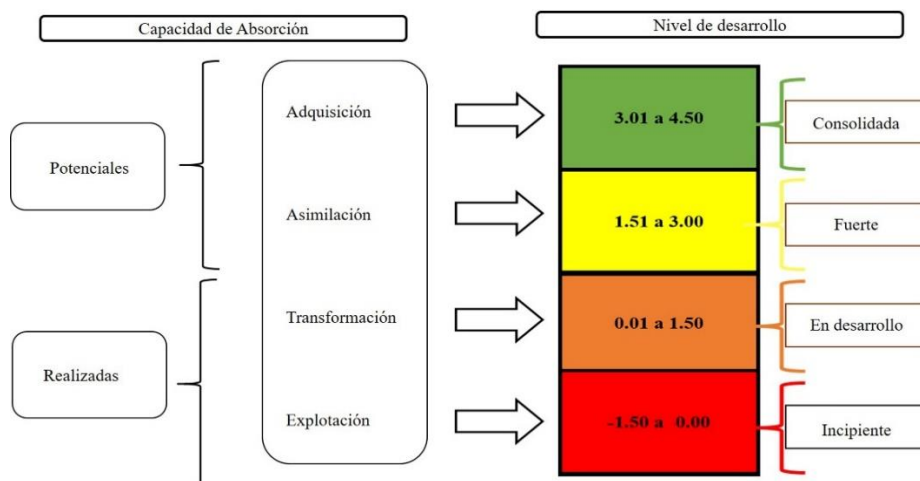 Capacidad de Absorción
Nivel de desarrollo
Potenciales
Realizadas
Adquisición
Asimilación
Transformación
Explotación
3.01 a 4.50
1.51 a 3.00
0.01 a 1.50
-1.50 a 0.00
Consolidada
Fuerte
En desarrollo
Incipiente